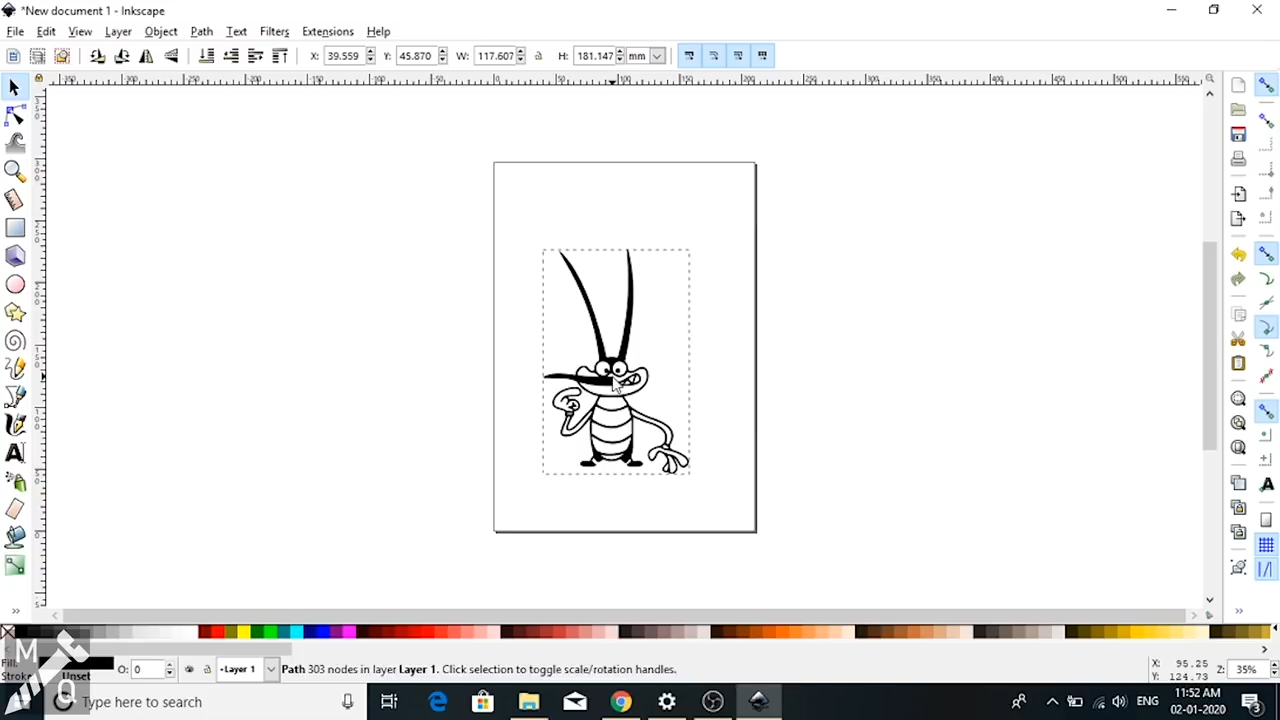 *New document 1 - Inkscape
File Edit View Layer Object Path Text Filters Extensions Help
X: 39.559 Y: 45.870 W: 117.607 H: 181.147 mm
Fill:
Stroke:
Unset
O: 0
Layer 1
Path 303 nodes in layer Layer 1. Click selection to toggle scale/rotation handles.
X: 95.25
Y: 124.73
Z: 35%
M
Q
Type here to search
ENG
11:52 AM
02-01-2020
3